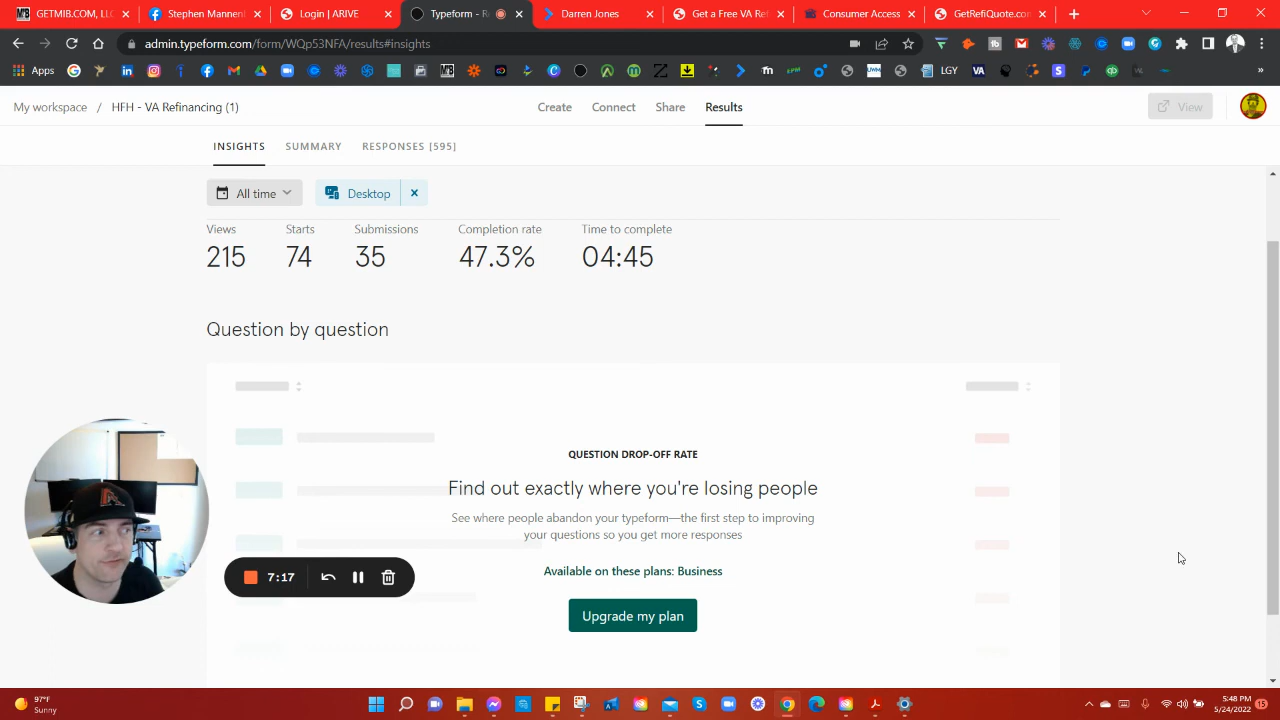 GETMIB.COM, LLC
Stephen Mannenb
Login | ARIVE
Typeform - Re
Darren Jones
Get a Free VA Ref
Consumer Access
GetRefiQuote.com
admin.typeform.com/form/WQp53NFA/results#insights
Apps
LGY
My workspace / HFH - VA Refinancing (1)
Create
Connect
Share
Results
View
INSIGHTS
SUMMARY
RESPONSES [595]
All time
Desktop
Views
Starts
Submissions
Completion rate
Time to complete
215
74
35
47.3%
04:45
Question by question
QUESTION DROP-OFF RATE
Find out exactly where you're losing people
See where people abandon your typeform—the first step to improving
your questions so you get more responses
Available on these plans: Business
Upgrade my plan
7:17
97°F
Sunny
5:48 PM
5/24/2022
15